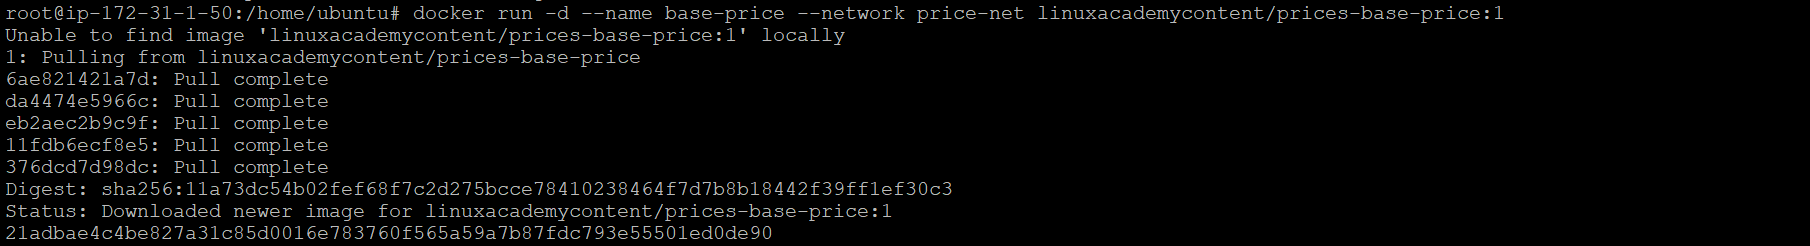 root@ip-172-31-1-50:/home/ubuntu# docker run -d --name base-price --network price-net linuxacademycontent/prices-base-price:1
Unable to find image 'linuxacademycontent/prices-base-price:1' locally
1: Pulling from linuxacademycontent/prices-base-price
6ae821421a7d: Pull complete
da4474e5966c: Pull complete
eb2aec2b9c9f: Pull complete
11fdb6ecf8e5: Pull complete
376dcd7d98dc: Pull complete
Digest: sha256:11a73dc54b02fef68f7c2d275bcce78410238464f7d7b8b18442f39ff1ef30c3
Status: Downloaded newer image for linuxacademycontent/prices-base-price:1
21adbae4c4be827a31c85d0016e783760f565a59a7b87fdc793e55501ed0de90